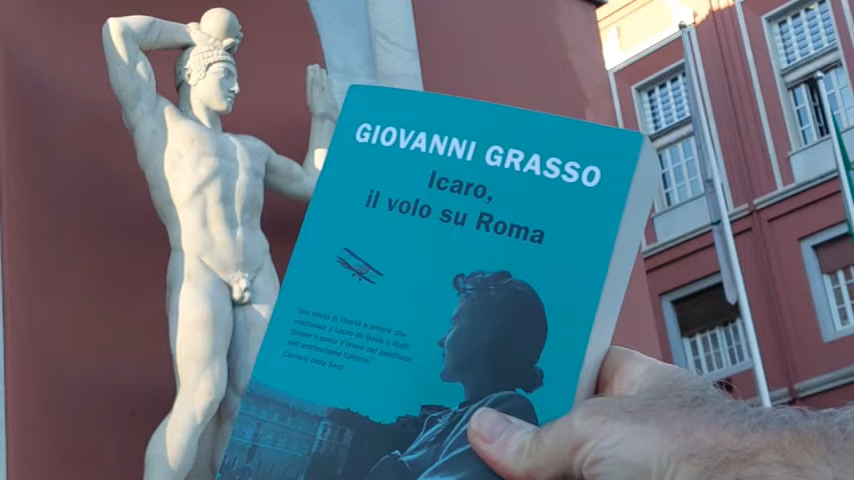 GIOVANNI GRASSO
Icaro,
il volo su Roma
"Una storia di libertà e amore che
restituisce a Lauro de Bosis e Ruth
Draper il posto d'onore nel pantheon
dell'antifascismo italiano."
Corriere della Sera